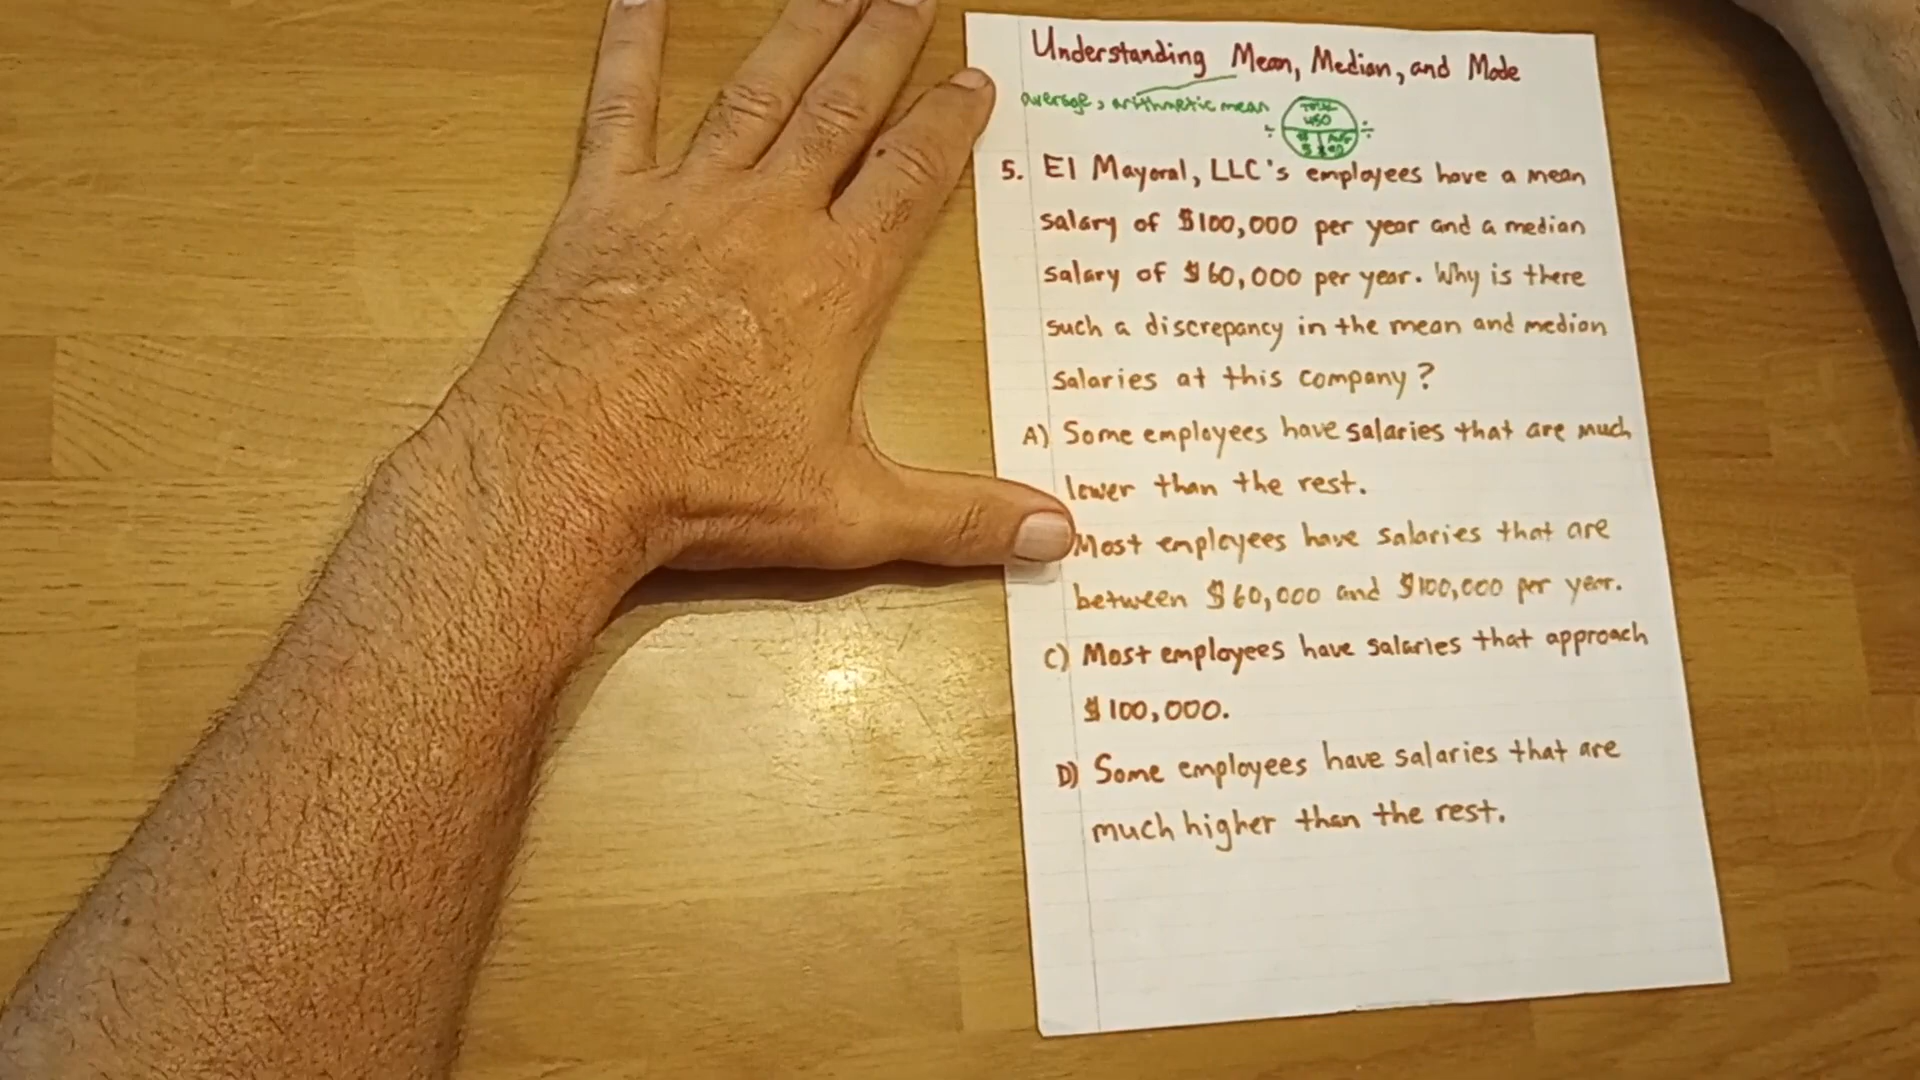 Understanding Mean, Median, and Mode
average, arithmetic mean
÷ ÷
450
5. El Mayoral, LLC's employees have a mean
salary of $100,000 per year and a median
salary of $60,000 per year. Why is there
such a discrepancy in the mean and median
salaries at this company?
A) Some employees have salaries that are much
lower than the rest.
Most employees have salaries that are
between $60,000 and $100,000 per year.
C) Most employees have salaries that approach
$100,000.
D) Some employees have salaries that are
much higher than the rest.